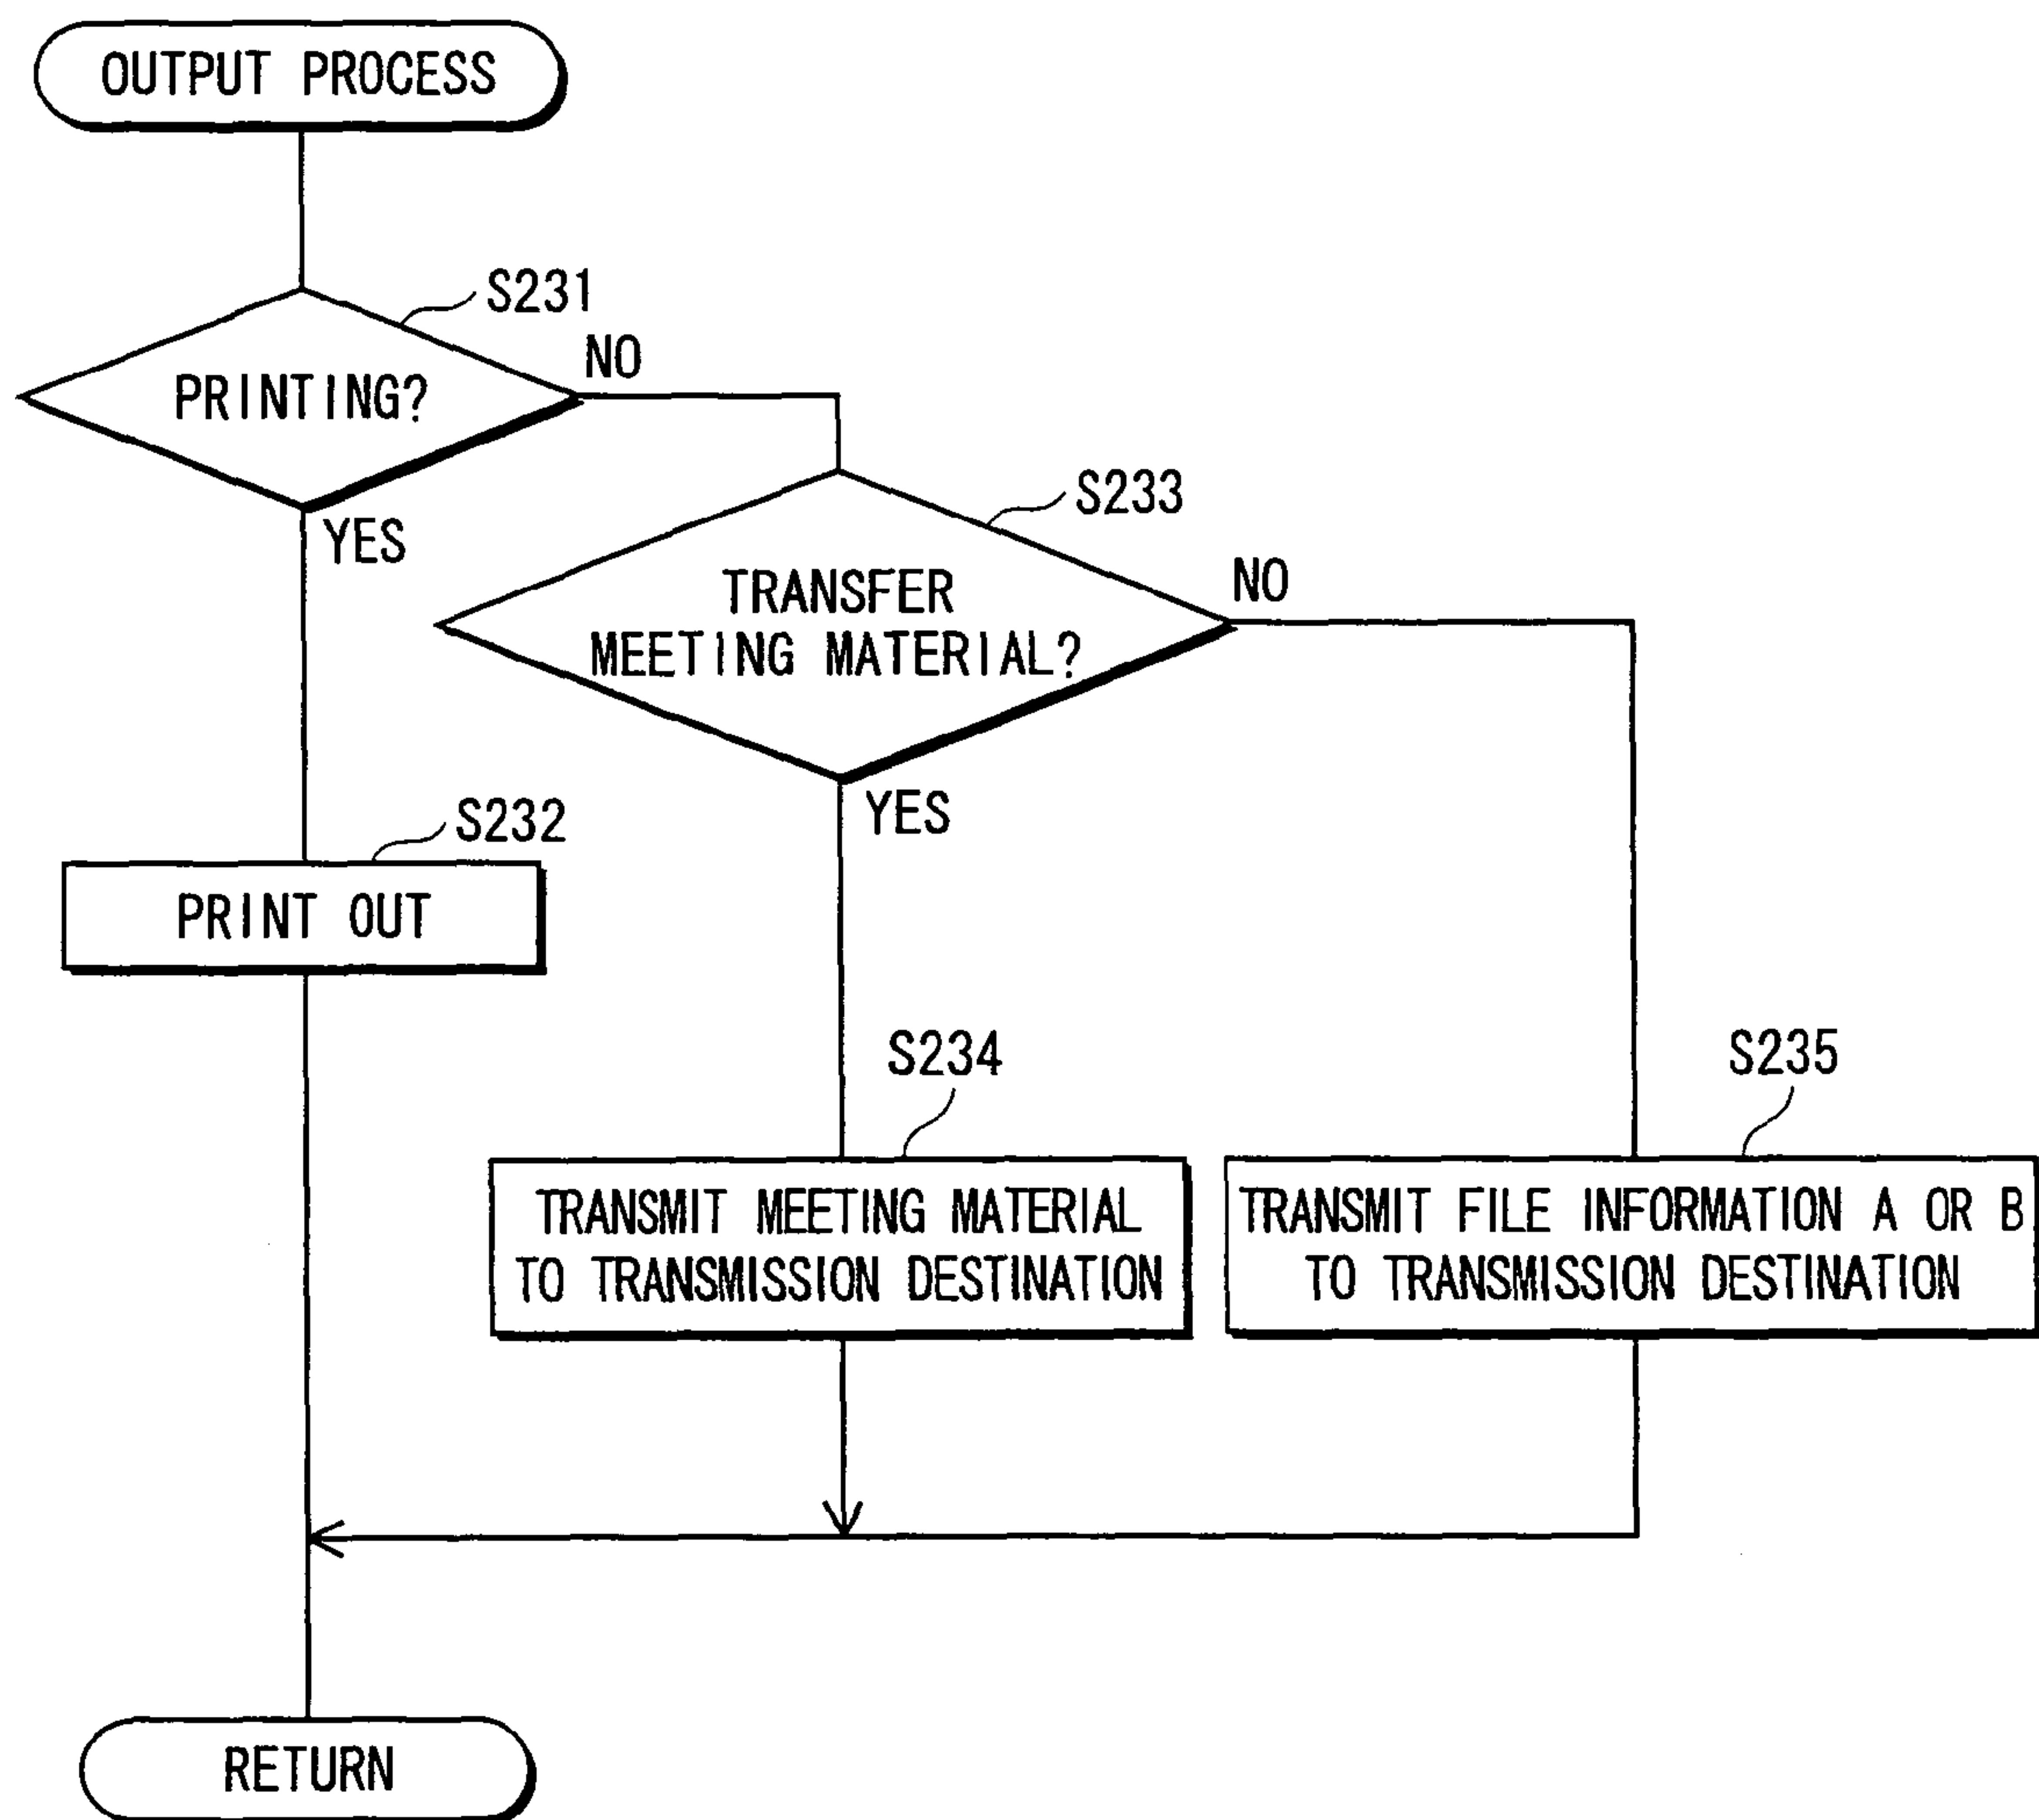 OUTPUT PROCESS
S231
NO
PRINTING?
YES
S233
NO
TRANSFER
MEETING MATERIAL?
YES
S232
PRINT OUT
S234
S235
TRANSMIT MEETING MATERIAL
TO TRANSMISSION DESTINATION
TRANSMIT FILE INFORMATION A OR B
TO TRANSMISSION DESTINATION
RETURN